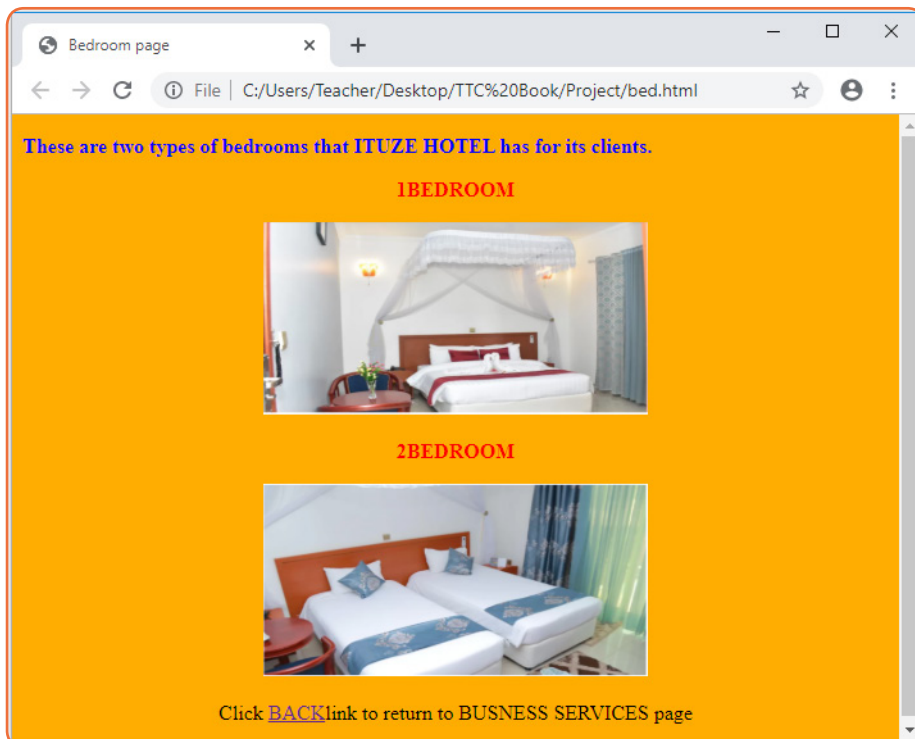 Bedroom page
File | C:/Users/Teacher/Desktop/TTC%20Book/Project/bed.html
These are two types of bedrooms that ITUZE HOTEL has for its clients.
1BEDROOM
2BEDROOM
Click BACKlink to return to BUSNESS SERVICES page